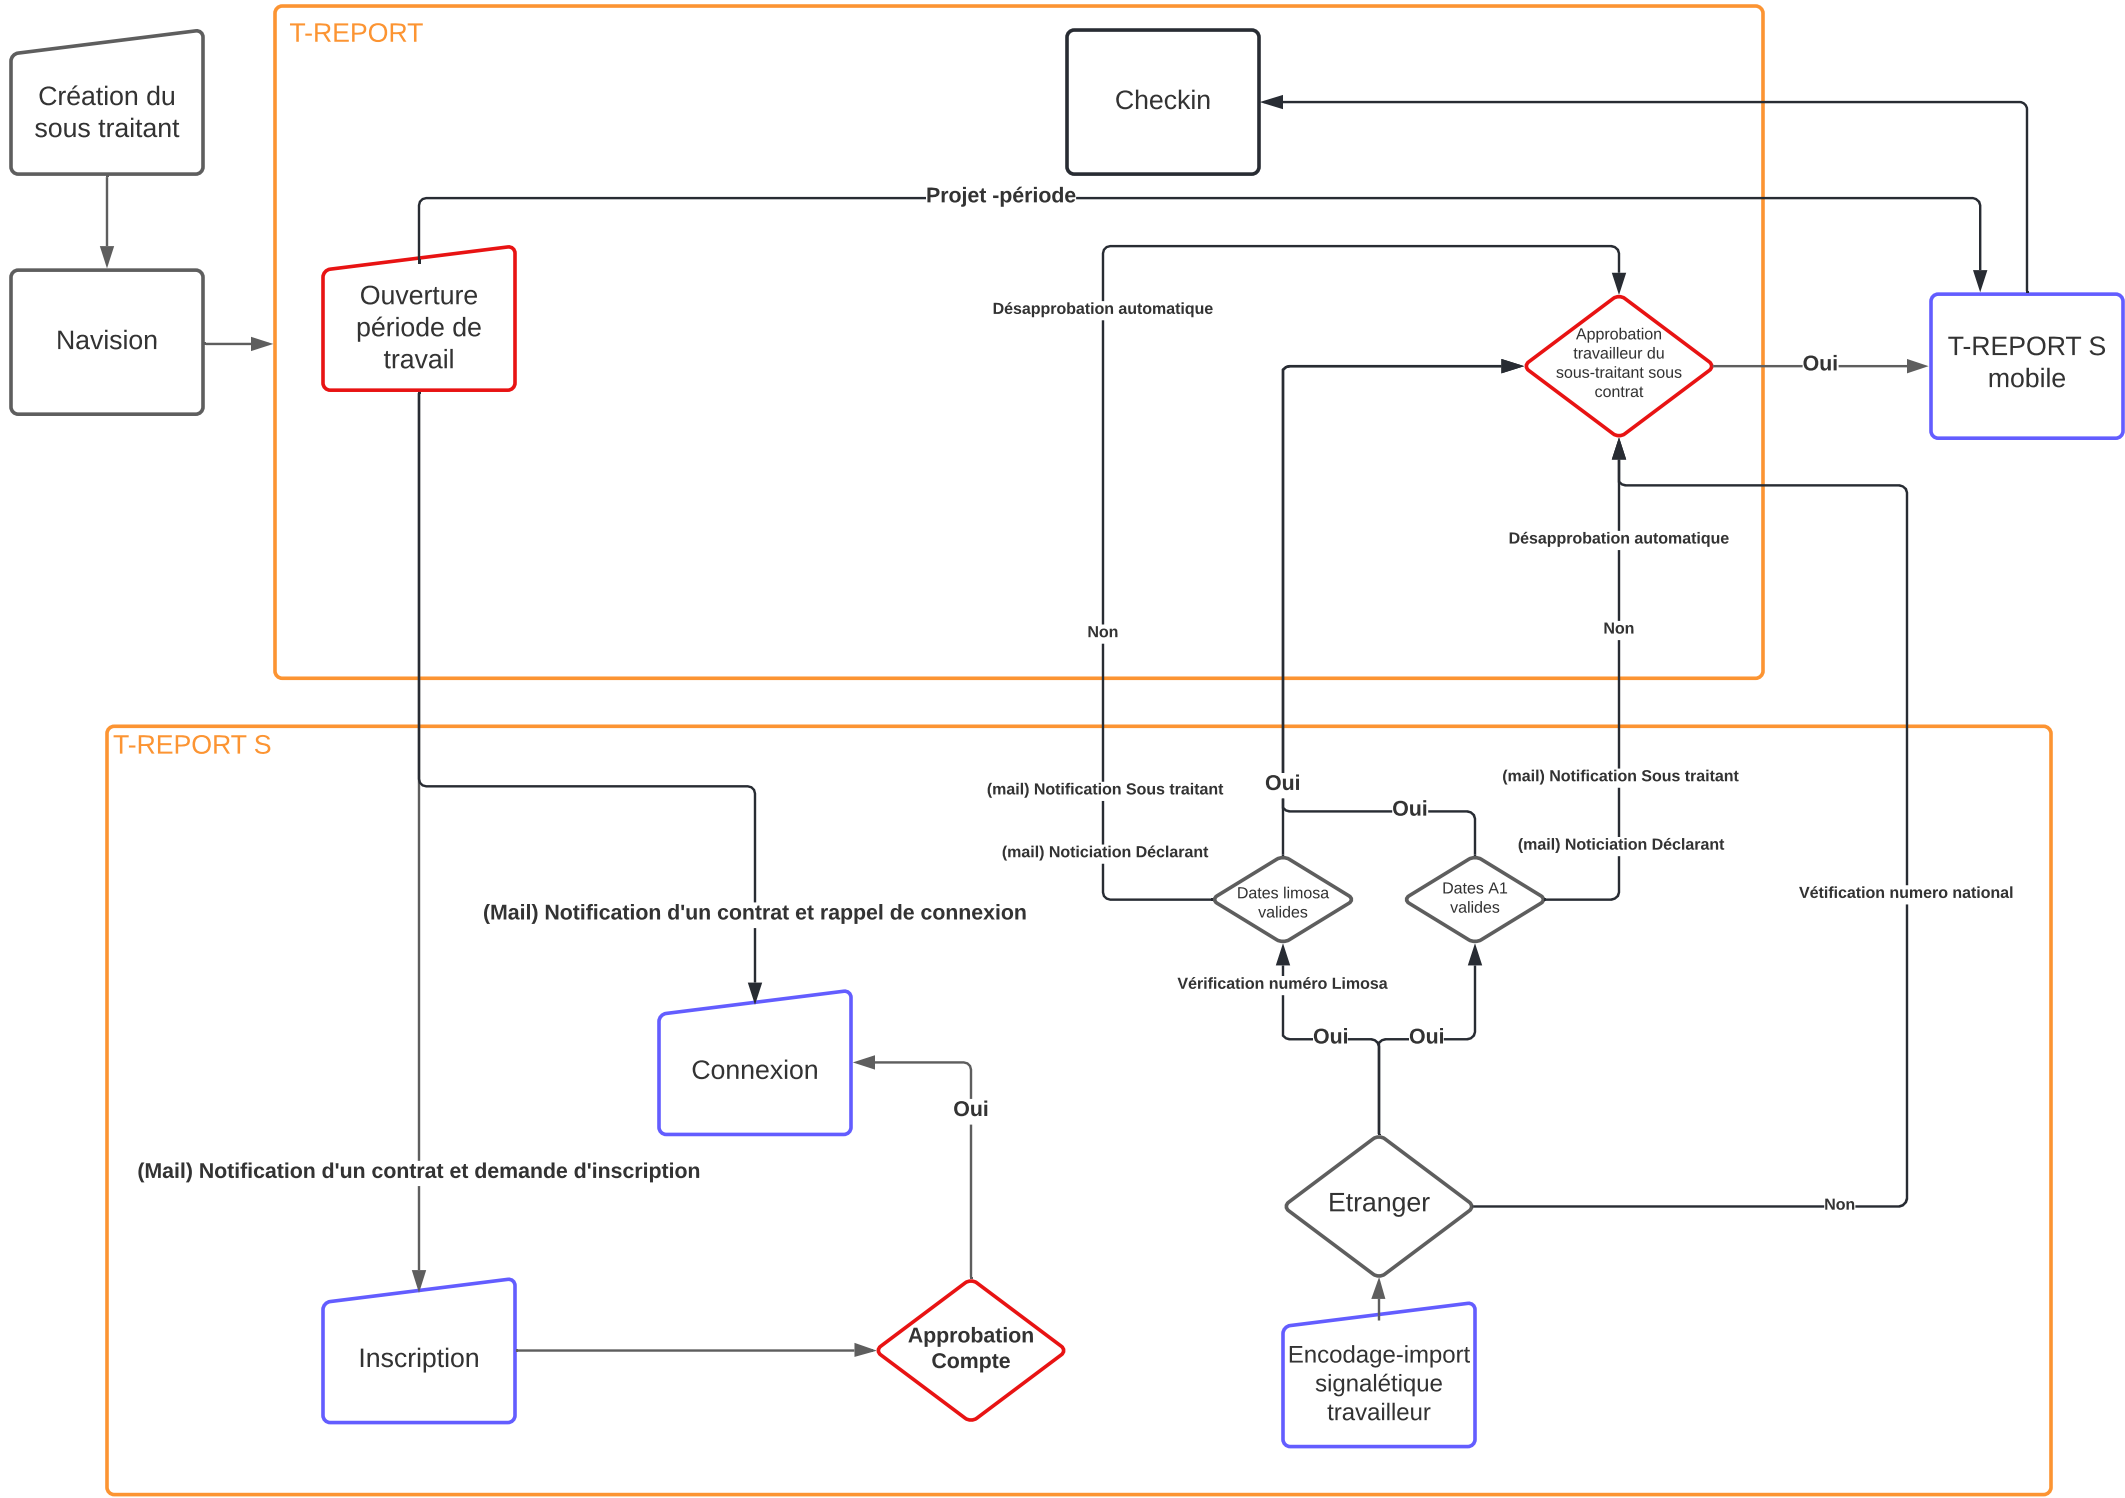 T-REPORT
Création du
sous traitant
Checkin
Projet -période
Navision
Ouverture
période de
travail
Désapprobation automatique
Approbation
travailleur du
sous-traitant sous
contrat
Oui
T-REPORT S
mobile
Désapprobation automatique
Non
Non
T-REPORT S
(mail) Notification Sous traitant
Oui
(mail) Notification Sous traitant
Oui
(mail) Noticiation Déclarant
(mail) Noticiation Déclarant
Dates limosa
valides
Dates A1
valides
Vétification numero national
(Mail) Notification d'un contrat et rappel de connexion
Vérification numéro Limosa
Oui
Oui
Connexion
Oui
(Mail) Notification d'un contrat et demande d'inscription
Etranger
Non
Inscription
Approbation
Compte
Encodage-import
signalétique
travailleur